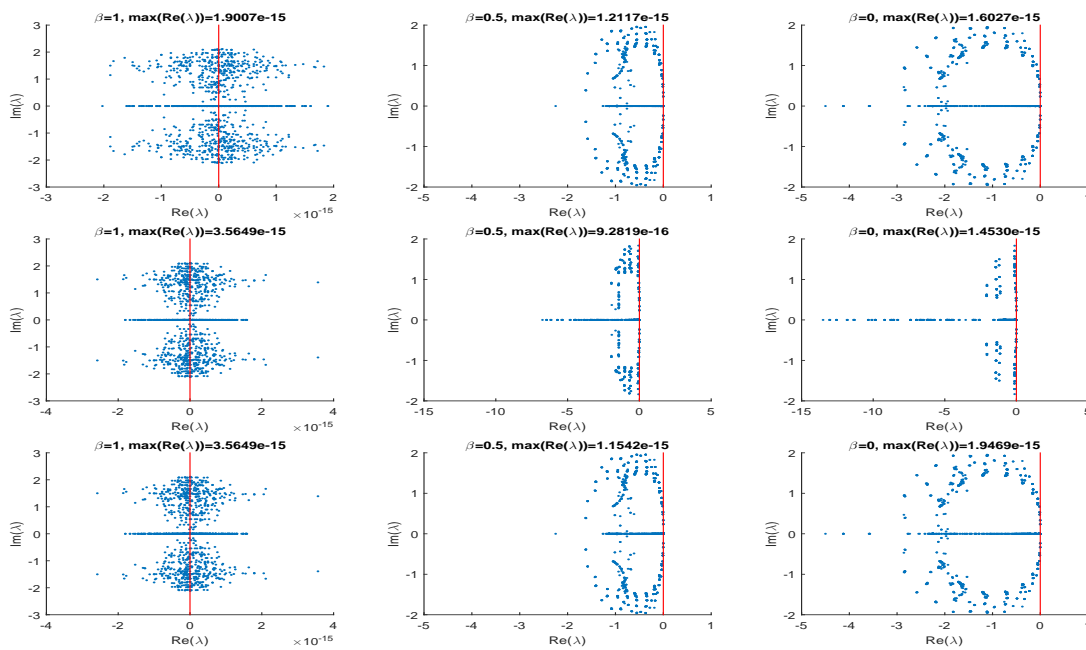 β=1, max(Re(λ))=1.9007e-15
β=0.5, max(Re(λ))=1.2117e-15
β=0, max(Re(λ))=1.6027e-15
3
2
1
0
-1
-2
-3
Im(λ)
-3 -2 -1 0 1 2
Re(λ)
×10^-15
2
1
0
-1
-2
Im(λ)
-5 -4 -3 -2 -1 0 1
Re(λ)
2
1
0
-1
-2
Im(λ)
-5 -4 -3 -2 -1 0 1
Re(λ)
β=1, max(Re(λ))=3.5649e-15
β=0.5, max(Re(λ))=9.2819e-16
β=0, max(Re(λ))=1.4530e-15
3
2
1
0
-1
-2
-3
Im(λ)
-4 -2 0 2 4
Re(λ)
×10^-15
2
1
0
-1
-2
Im(λ)
-15 -10 -5 0 5
Re(λ)
2
1
0
-1
-2
Im(λ)
-15 -10 -5 0 5
Re(λ)
β=1, max(Re(λ))=3.5649e-15
β=0.5, max(Re(λ))=1.1542e-15
β=0, max(Re(λ))=1.9469e-15
3
2
1
0
-1
-2
-3
Im(λ)
-4 -2 0 2 4
Re(λ)
×10^-15
2
1
0
-1
-2
Im(λ)
-5 -4 -3 -2 -1 0 1
Re(λ)
2
1
0
-1
-2
Im(λ)
-5 -4 -3 -2 -1 0 1
Re(λ)